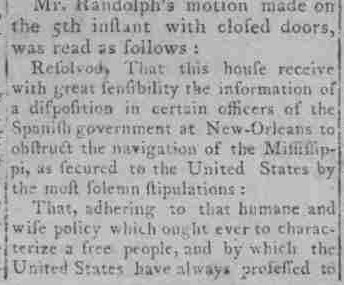 Mr. Randolph's motion made on
the 5th inſtant with cloſed doors,
was read as follows :
Reſolved, That this houſe receive
with great ſenſibility the information of
a diſpoſition in certain officers of the
Spaniſh government at New-Orleans to
obſtruct the navigation of the Miſſiſſip-
pi, as ſecured to the United States by
the moſt ſolemn ſtipulations :
That, adhering to that humane and
wiſe policy which ought ever to charac-
terize a free people, and by which the
United States have always profeſſed to